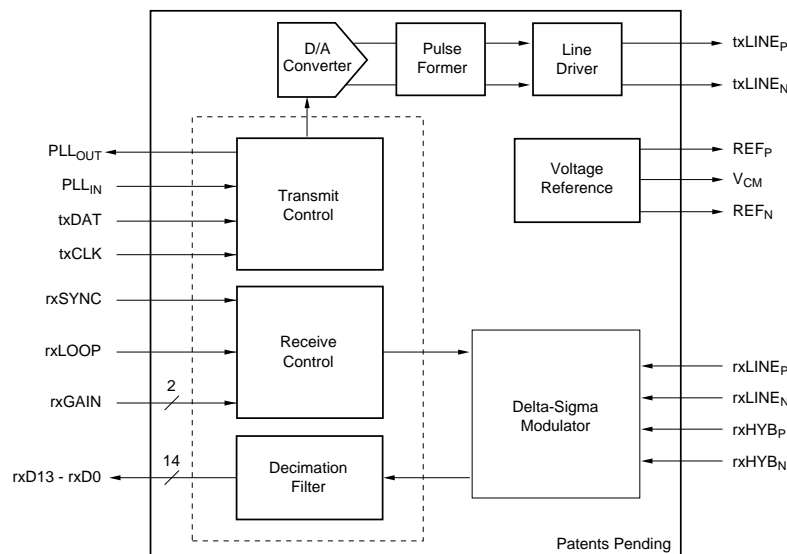 D/A
Converter
Pulse
Former
Line
Driver
txLINEP
txLINEN
PLLOUT
PLLIN
txDAT
txCLK
Transmit
Control
Voltage
Reference
REFP
VCM
REFN
rxSYNC
rxLOOP
rxGAIN
2
Receive
Control
Delta-Sigma
Modulator
rxLINEP
rxLINEN
rxHYBP
rxHYBN
rxD13 - rxD0
14
Decimation
Filter
Patents Pending